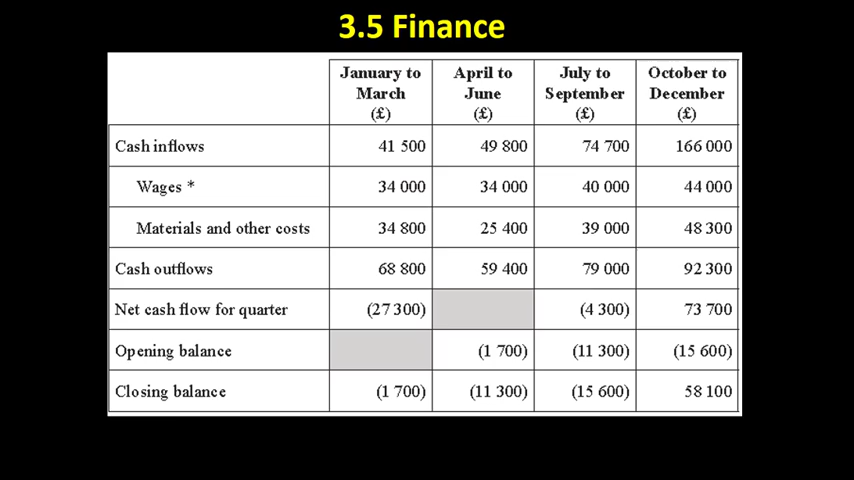 3.5 Finance
January to March (£) April to June (£) July to September (£) October to December (£)
Cash inflows 41 500 49 800 74 700 166 000
Wages * 34 000 34 000 40 000 44 000
Materials and other costs 34 800 25 400 39 000 48 300
Cash outflows 68 800 59 400 79 000 92 300
Net cash flow for quarter (27 300) (4 300) 73 700
Opening balance (1 700) (11 300) (15 600)
Closing balance (1 700) (11 300) (15 600) 58 100